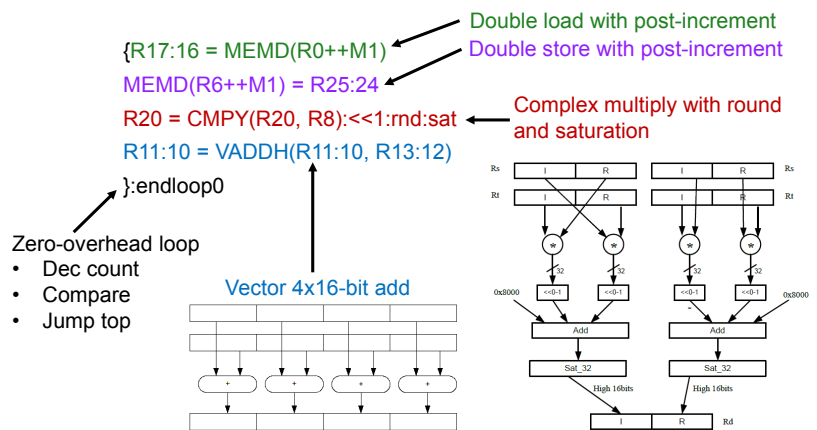 Double load with post-increment
{R17:16 = MEMD(R0++M1)
Double store with post-increment
MEMD(R6++M1) = R25:24
R20 = CMPY(R20, R8):<<1:rnd:sat
Complex multiply with round
and saturation
R11:10 = VADDH(R11:10, R13:12)
}:endloop0
Zero-overhead loop
• Dec count
• Compare
• Jump top
Vector 4x16-bit add
+ + + +
Rs I R I R Rs
Rt I R I R Rt
* * * *
32 32 32 32
0x8000 <<0-1 <<0-1 <<0-1 <<0-1 0x8000
-
Add Add
Sat_32 Sat_32
High 16bits High 16bits
I R Rd